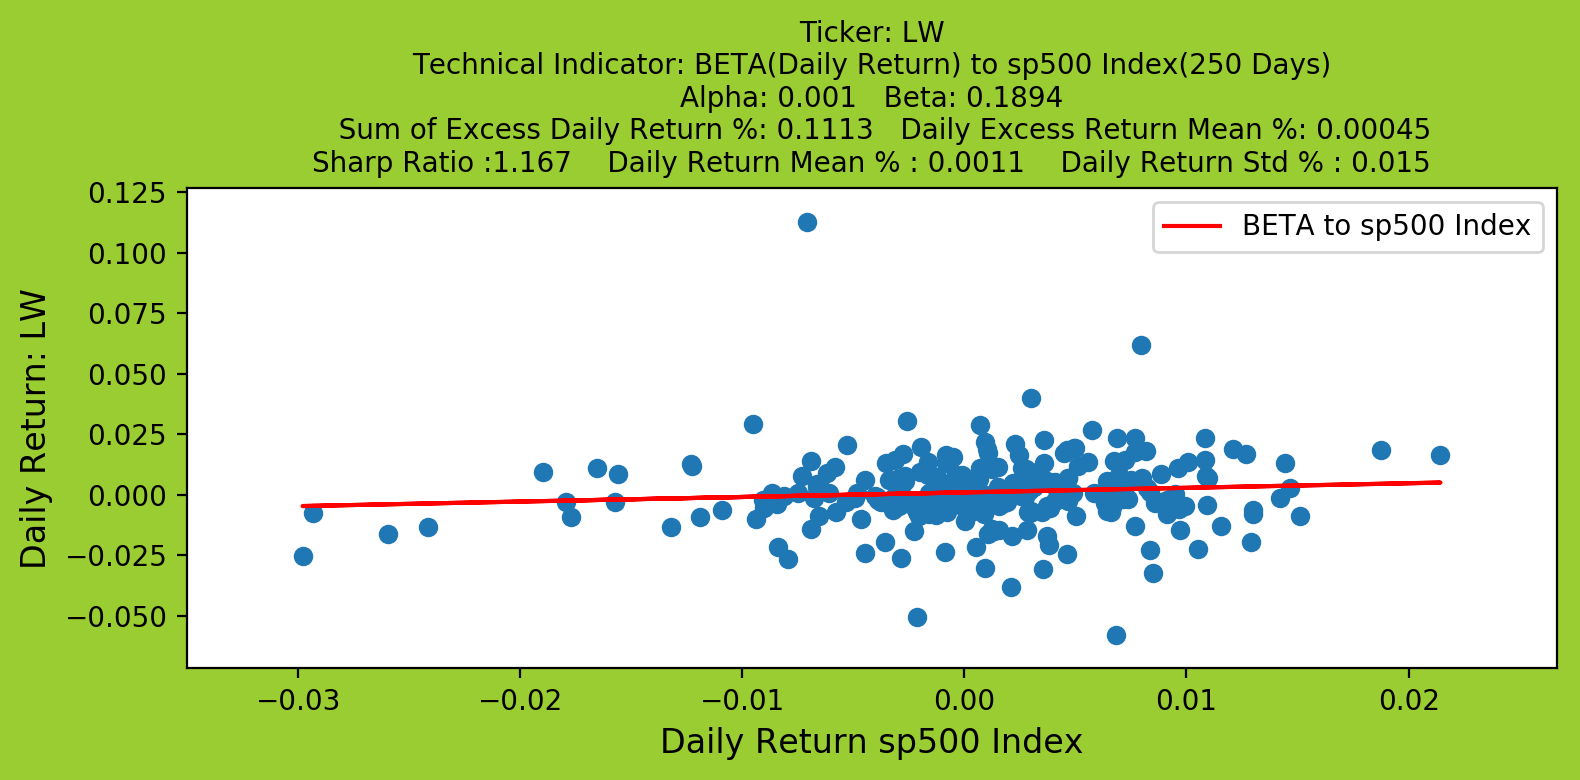 Ticker: LW
Technical Indicator: BETA(Daily Return) to sp500 Index(250 Days)
Alpha: 0.001   Beta: 0.1894
Sum of Excess Daily Return %: 0.1113   Daily Excess Return Mean %: 0.00045
Sharp Ratio :1.167    Daily Return Mean % : 0.0011    Daily Return Std % : 0.015
BETA to sp500 Index
Daily Return: LW
0.125
0.100
0.075
0.050
0.025
0.000
−0.025
−0.050
−0.03 −0.02 −0.01 0.00 0.01 0.02
Daily Return sp500 Index